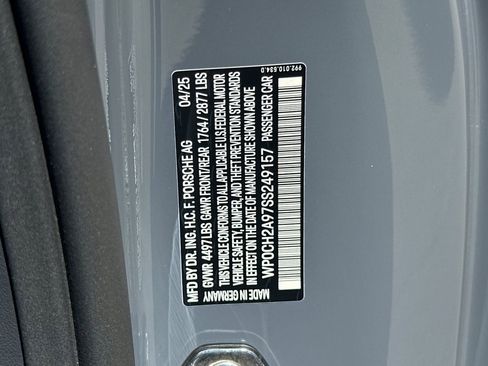 MFD BY DR. ING. H.C. F. PORSCHE AG 04/25
GVWR 4497 LBS GAWR FRONT/REAR 1764/2877 LBS
THIS VEHICLE CONFORMS TO ALL APPLICABLE U.S. FEDERAL MOTOR
VEHICLE SAFETY, BUMPER, AND THEFT PREVENTION STANDARDS
IN EFFECT ON THE DATE OF MANUFACTURE SHOWN ABOVE
WP0CH2A97SS249157 PASSENGER CAR
MADE IN GERMANY
992.010.534.0